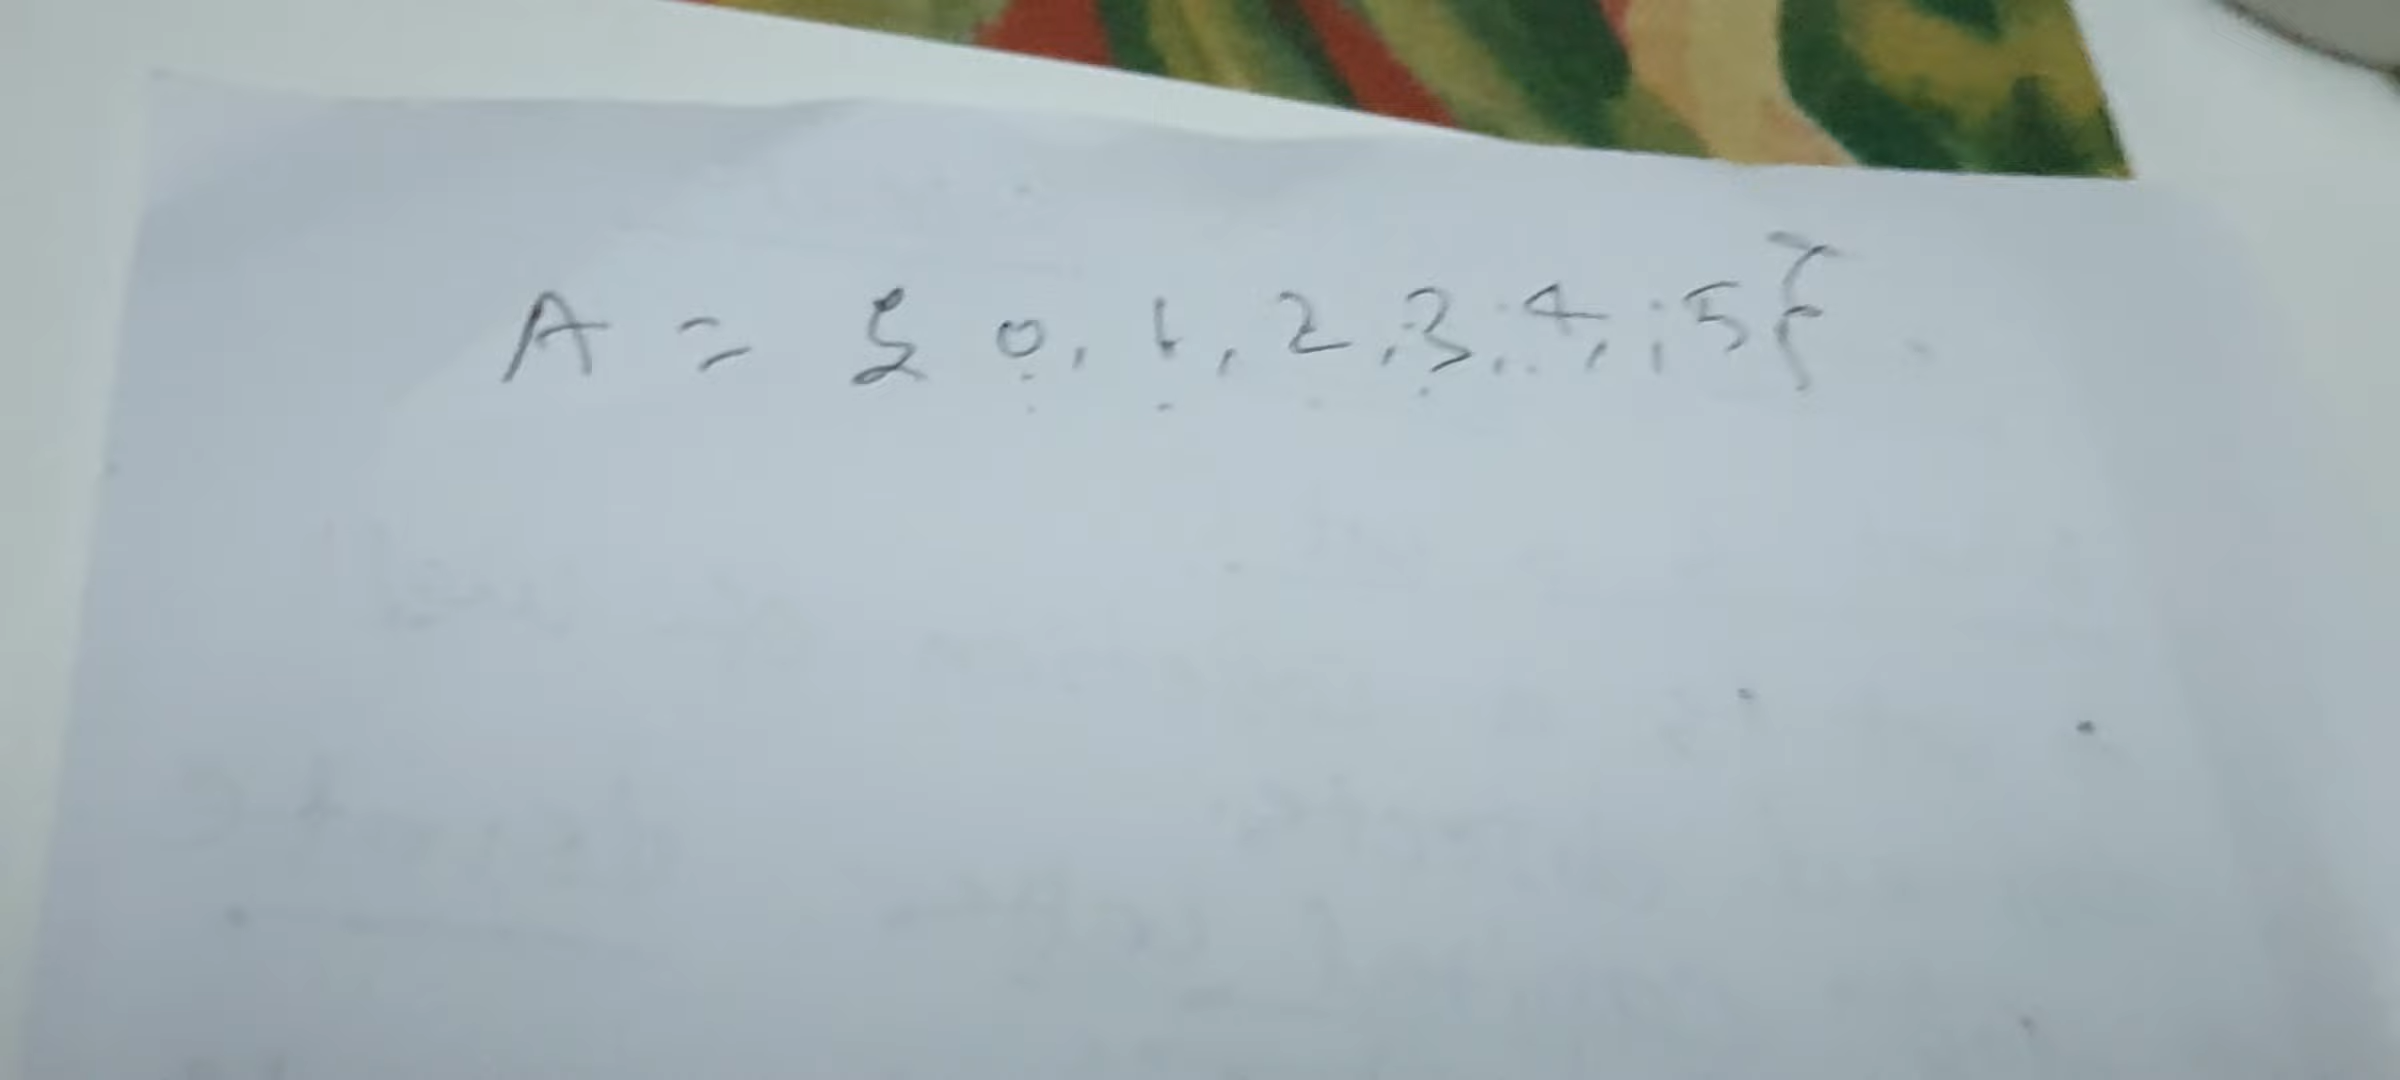 A = { 0, 1, 2, 3, 4, 5 }